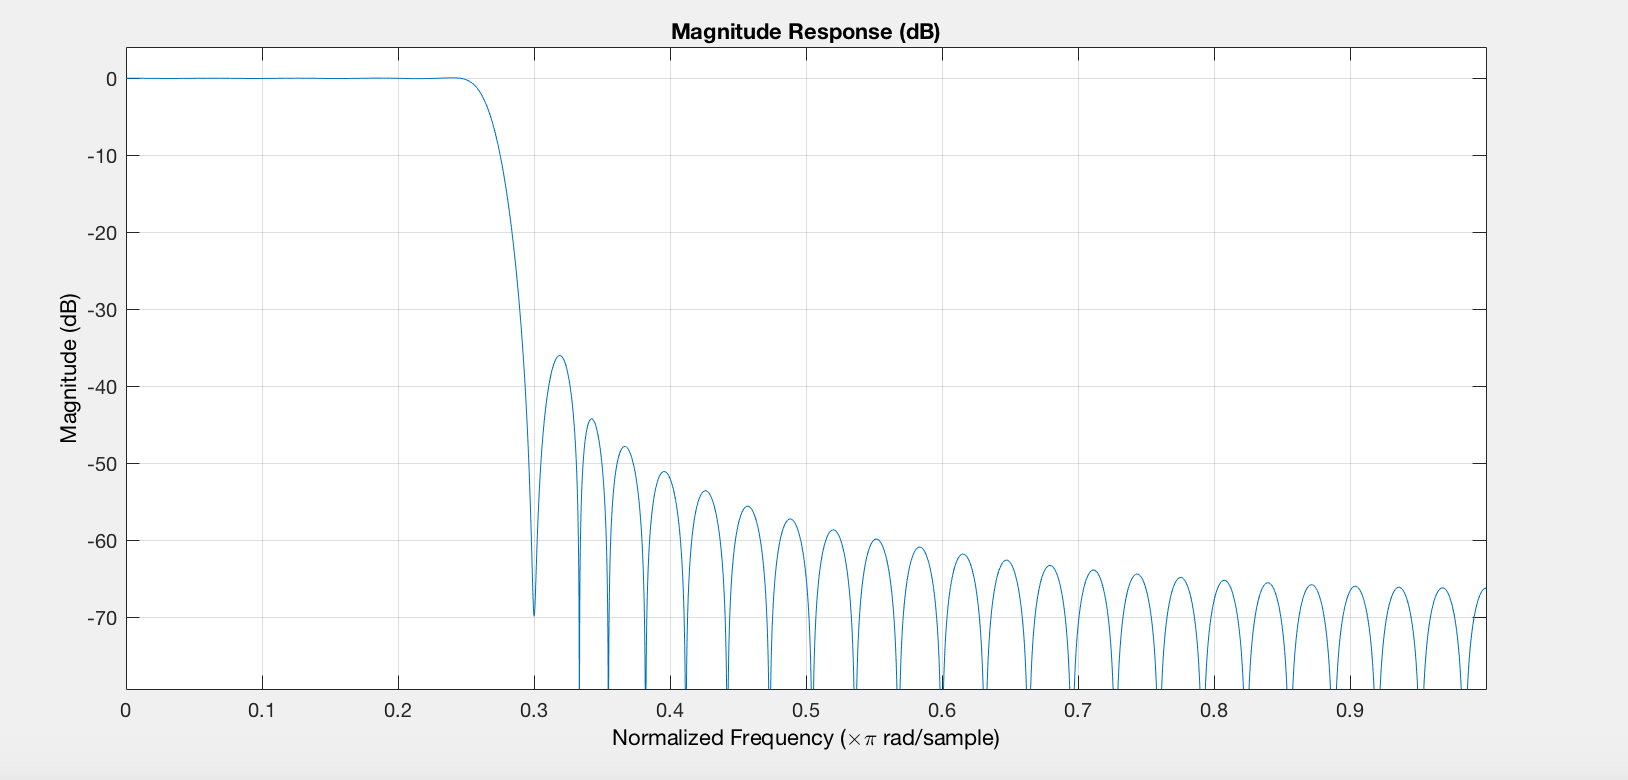 Magnitude Response (dB)
Magnitude (dB)
0
-10
-20
-30
-40
-50
-60
-70
0 0.1 0.2 0.3 0.4 0.5 0.6 0.7 0.8 0.9
Normalized Frequency (×π rad/sample)